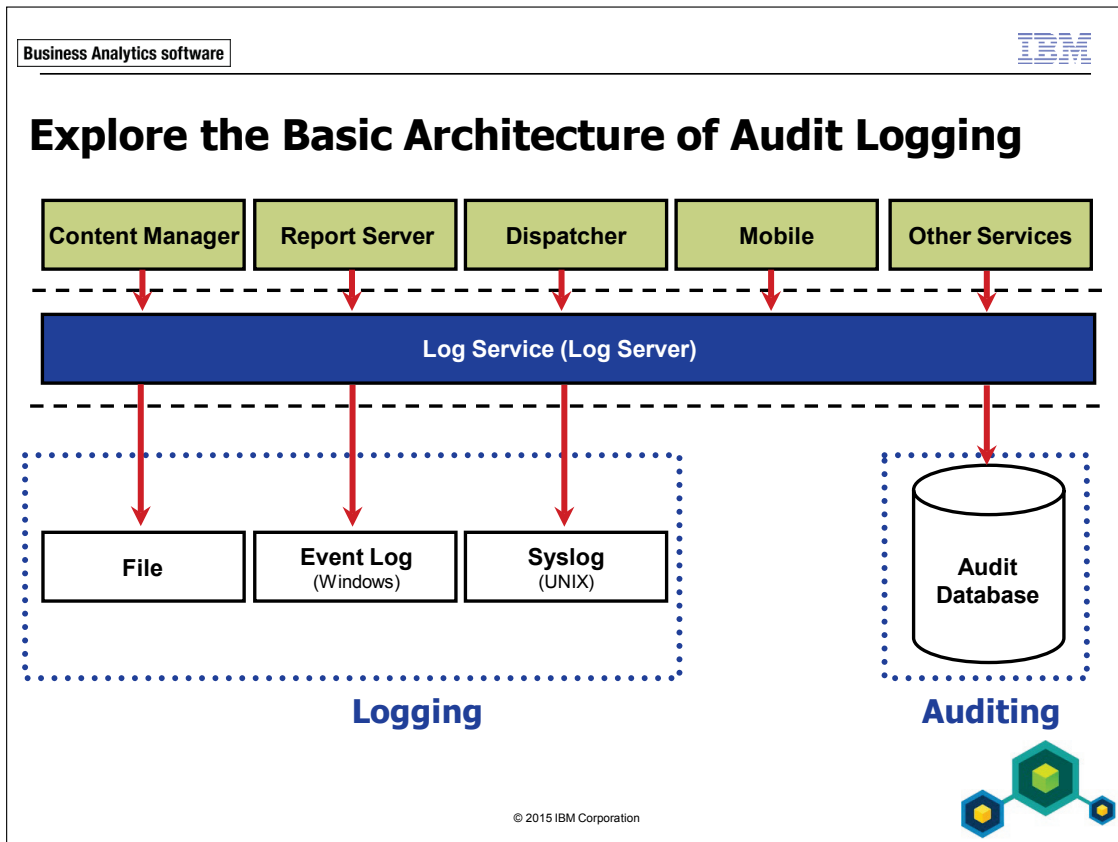 Business Analytics software
IBM
Explore the Basic Architecture of Audit Logging
Content Manager
Report Server
Dispatcher
Mobile
Other Services
Log Service (Log Server)
File
Event Log
(Windows)
Syslog
(UNIX)
Audit
Database
Logging
Auditing
© 2015 IBM Corporation